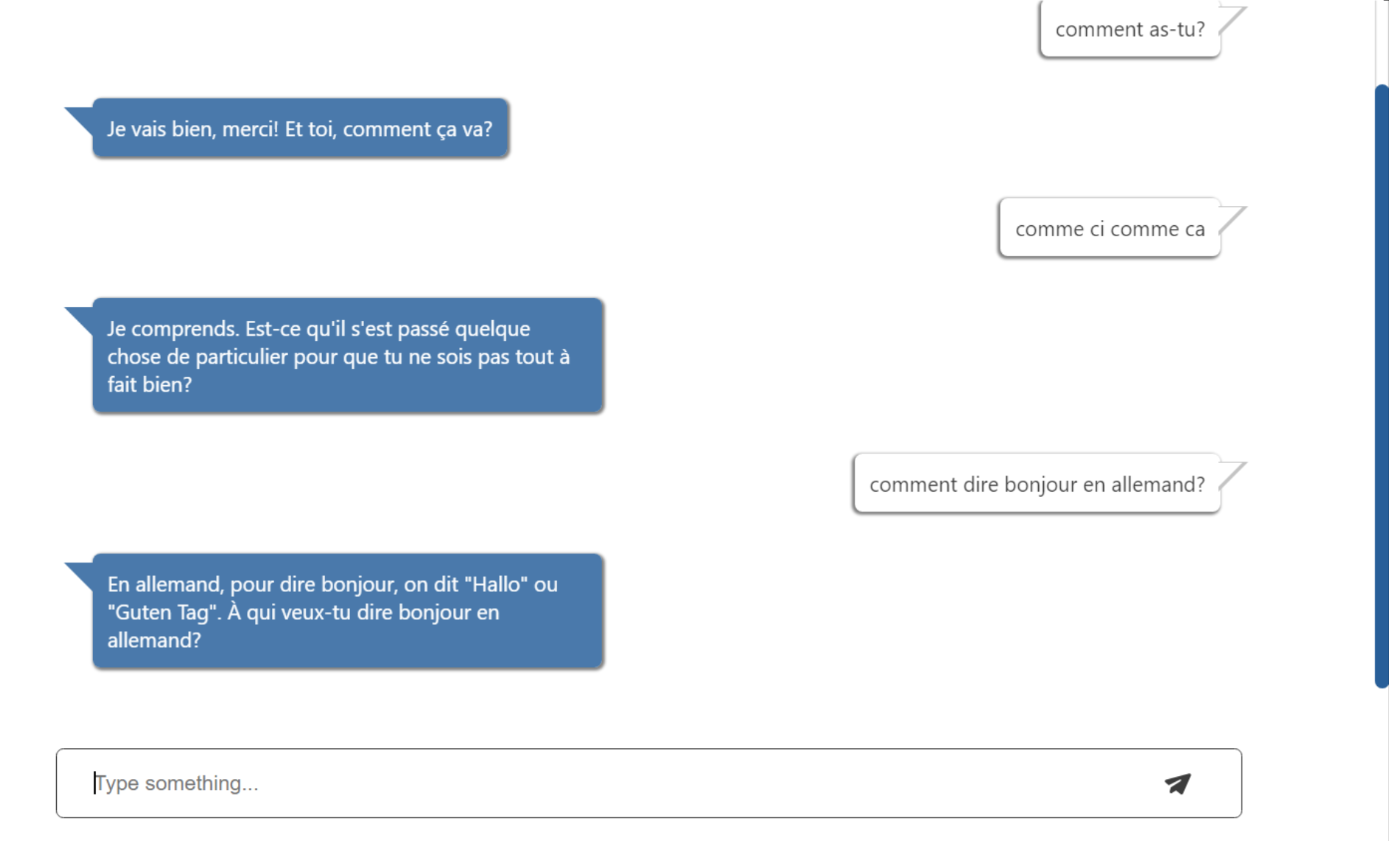 comment as-tu?
Je vais bien, merci! Et toi, comment ça va?
comme ci comme ca
Je comprends. Est-ce qu'il s'est passé quelque
chose de particulier pour que tu ne sois pas tout à
fait bien?
comment dire bonjour en allemand?
En allemand, pour dire bonjour, on dit "Hallo" ou
"Guten Tag". À qui veux-tu dire bonjour en
allemand?
Type something...